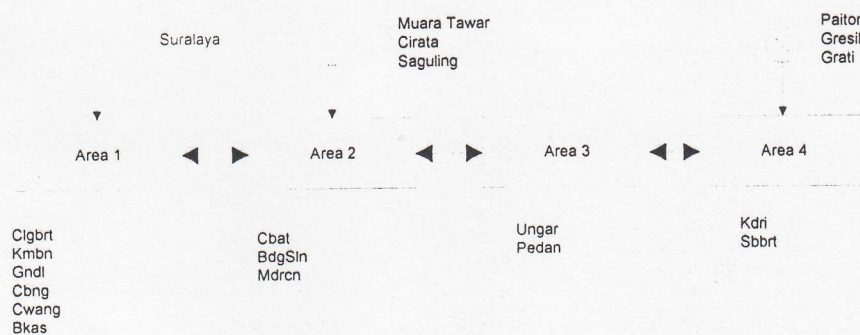 Suralaya
Muara Tawar
Cirata
Saguling
Grati
Area 1
Area 2
Area 3
Area 4
Clgbrt
Kmbn
Gndl
Cbng
Cwang
Bkas
Cbat
BdgSln
Mdrcn
Ungar
Pedan
Kdri
Sbbrt